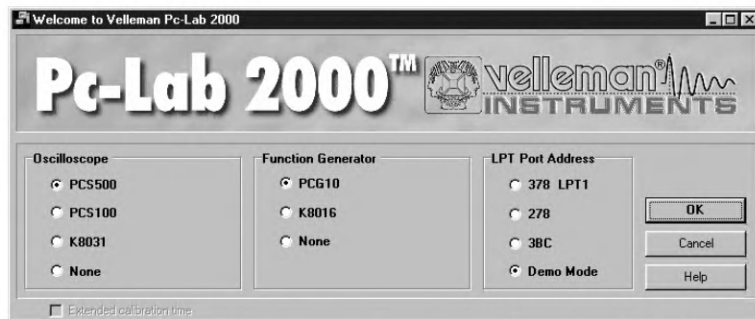 Welcome to Velleman Pc-Lab 2000
Pc-Lab 2000™
velleman®
INSTRUMENTS
Oscilloscope
PCS500
PCS100
K8031
None
Function Generator
PCG10
K8016
None
LPT Port Address
378 LPT1
278
3BC
Demo Mode
OK
Cancel
Help
Extended calibration time